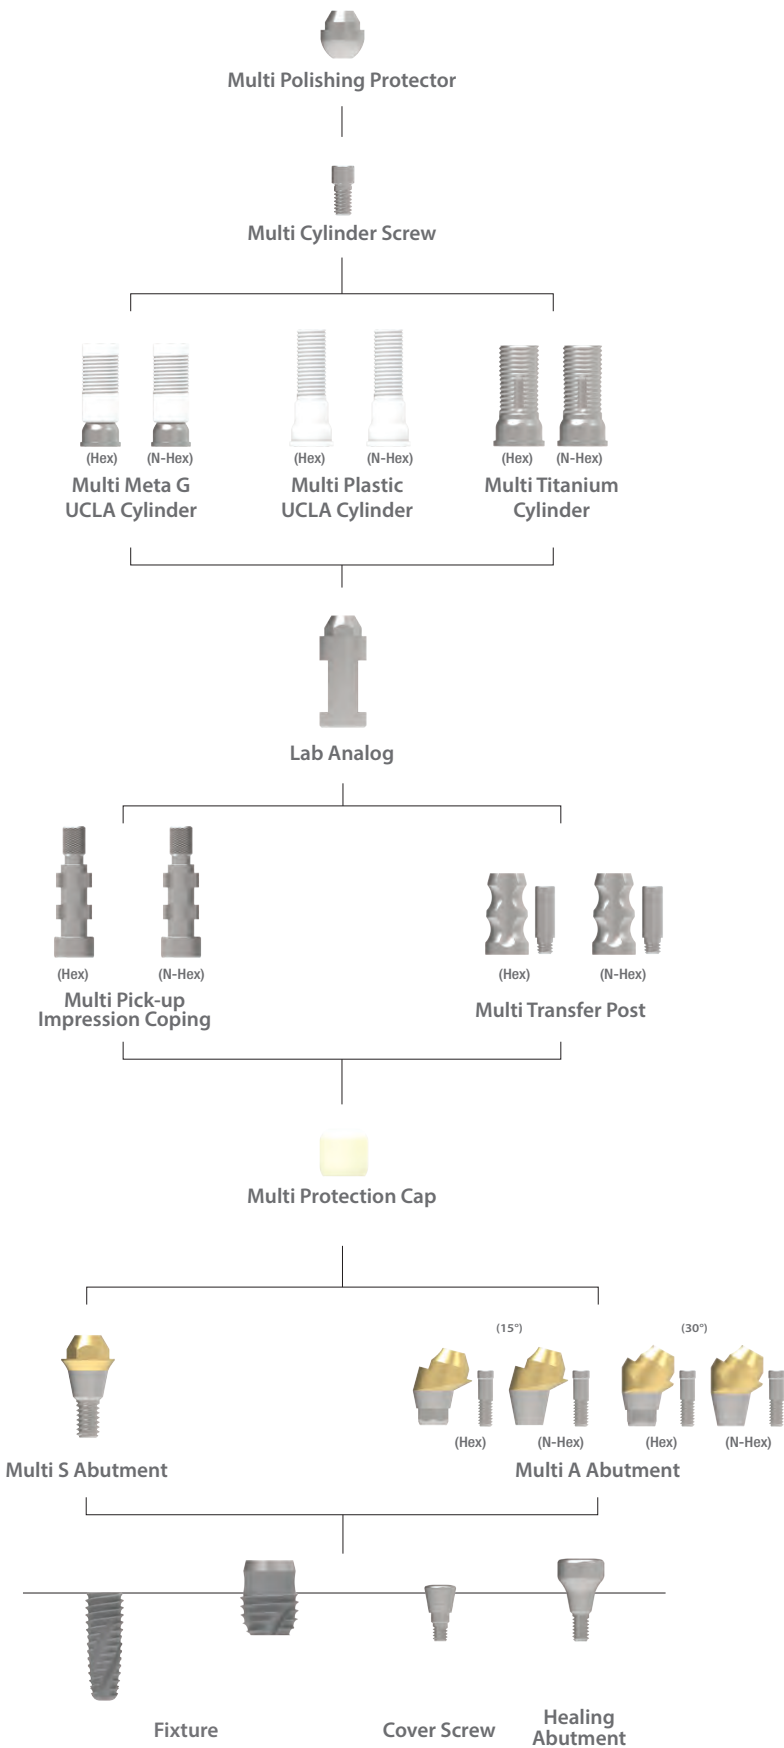 Multi Polishing Protector
Multi Cylinder Screw
(Hex) (N-Hex) (Hex) (N-Hex) (Hex) (N-Hex)
Multi Meta G
UCLA Cylinder
Multi Plastic
UCLA Cylinder
Multi Titanium
Cylinder
Lab Analog
(Hex) (N-Hex)
Multi Pick-up
Impression Coping
(Hex) (N-Hex)
Multi Transfer Post
Multi Protection Cap
(15°) (30°)
(Hex) (N-Hex) (Hex) (N-Hex)
Multi S Abutment
Multi A Abutment
Fixture
Cover Screw
Healing
Abutment